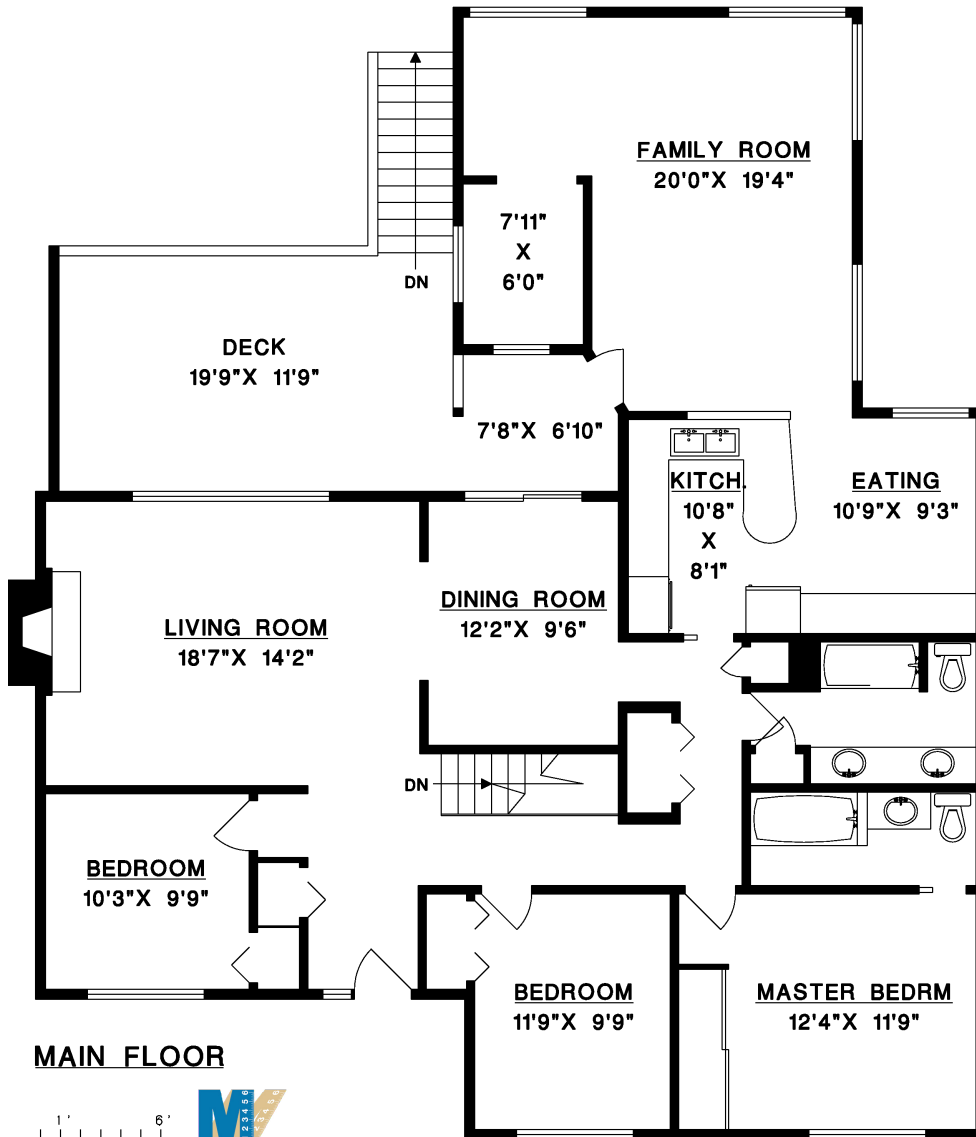 FAMILY ROOM
20'0"X 19'4"
7'11"
X
6'0"
DN
DECK
19'9"X 11'9"
7'8"X 6'10"
KITCH.
10'8"
X
8'1"
EATING
10'9"X 9'3"
LIVING ROOM
18'7"X 14'2"
DINING ROOM
12'2"X 9'6"
DN
BEDROOM
10'3"X 9'9"
BEDROOM
11'9"X 9'9"
MASTER BEDRM
12'4"X 11'9"
MAIN FLOOR
1' 6'